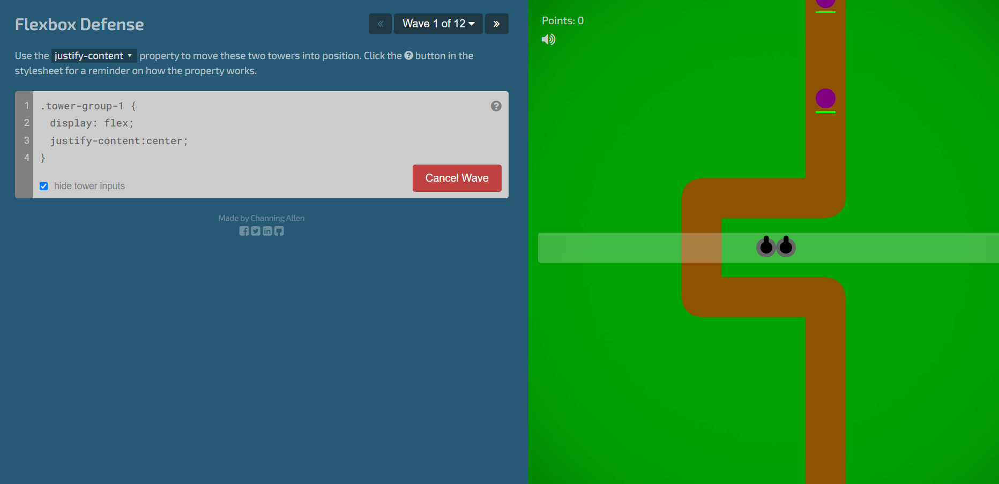 Flexbox Defense
« Wave 1 of 12 »
Use the justify-content property to move these two towers into position. Click the ? button in the
stylesheet for a reminder on how the property works.
1 .tower-group-1 {
2 display: flex;
3 justify-content:center;
4 }
?
hide tower inputs
Cancel Wave
Made by Channing Allen
Points: 0